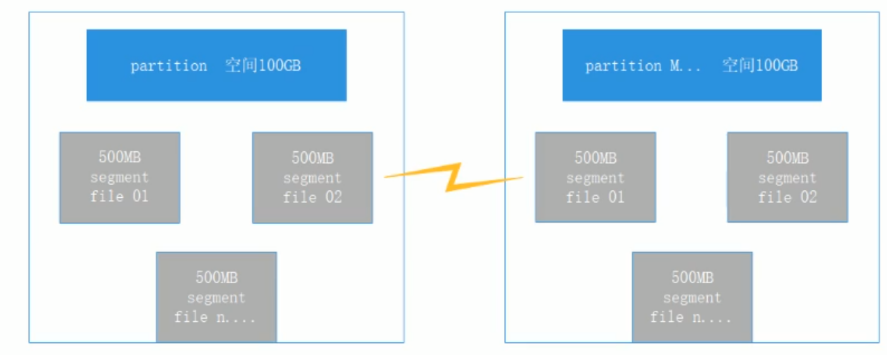 partition 空间100GB
500MB
segment
file 01
500MB
segment
file 02
500MB
segment
file n....
partition M... 空间100GB
500MB
segment
file 01
500MB
segment
file 02
500MB
segment
file n....